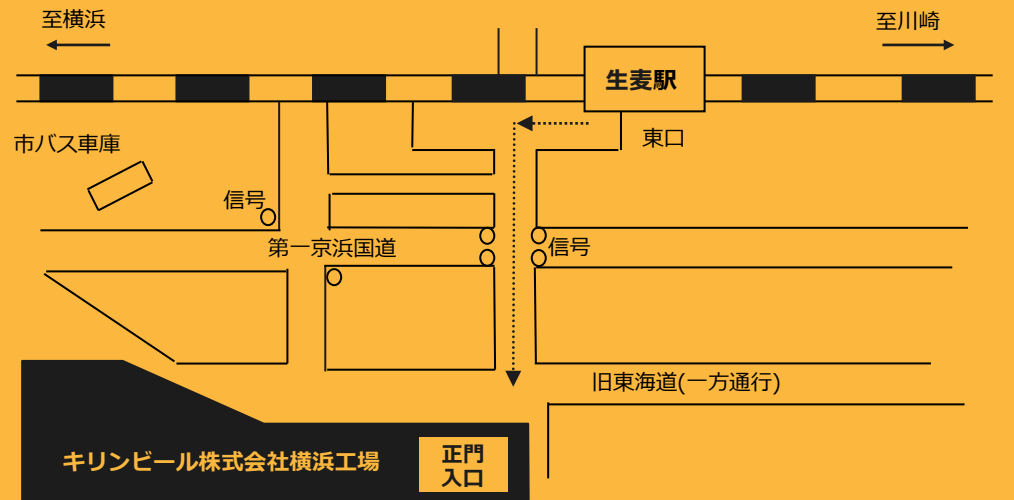 至横浜
至川崎
生麦駅
東口
市バス車庫
信号
第一京浜国道
信号
旧東海道(一方通行)
キリンビール株式会社横浜工場
正門
入口